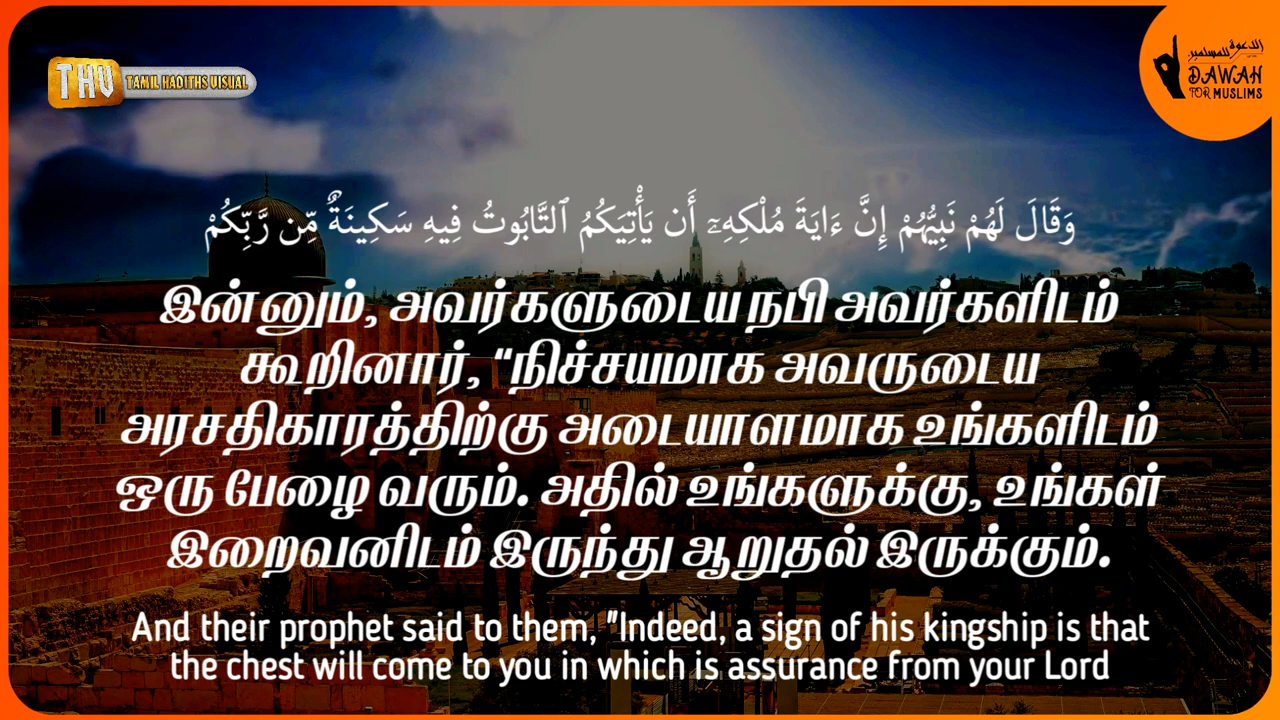 THV TAMIL HADITHS VISUAL
الدعوة للمسلمين
DAWAH
FOR MUSLIMS
وَقَالَ لَهُمْ نَبِيُّهُمْ إِنَّ ءَايَةَ مُلْكِهِۦٓ أَن يَأْتِيَكُمُ ٱلتَّابُوتُ فِيهِ سَكِينَةٌ مِّن رَّبِّكُمْ
இன்னும், அவர்களுடைய நபி அவர்களிடம்
கூறினார், “நிச்சயமாக அவருடைய
அரசதிகாரத்திற்கு அடையாளமாக உங்களிடம்
ஒரு பேழை வரும். அதில் உங்களுக்கு, உங்கள்
இறைவனிடம் இருந்து ஆறுதல் இருக்கும்.
And their prophet said to them, "Indeed, a sign of his kingship is that
the chest will come to you in which is assurance from your Lord